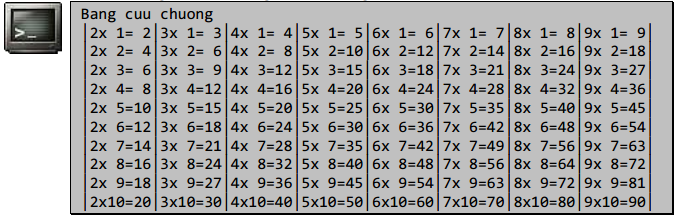 >_
Bang cuu chuong
|2x 1= 2|3x 1= 3|4x 1= 4|5x 1= 5|6x 1= 6|7x 1= 7|8x 1= 8|9x 1= 9|
|2x 2= 4|3x 2= 6|4x 2= 8|5x 2=10|6x 2=12|7x 2=14|8x 2=16|9x 2=18|
|2x 3= 6|3x 3= 9|4x 3=12|5x 3=15|6x 3=18|7x 3=21|8x 3=24|9x 3=27|
|2x 4= 8|3x 4=12|4x 4=16|5x 4=20|6x 4=24|7x 4=28|8x 4=32|9x 4=36|
|2x 5=10|3x 5=15|4x 5=20|5x 5=25|6x 5=30|7x 5=35|8x 5=40|9x 5=45|
|2x 6=12|3x 6=18|4x 6=24|5x 6=30|6x 6=36|7x 6=42|8x 6=48|9x 6=54|
|2x 7=14|3x 7=21|4x 7=28|5x 7=35|6x 7=42|7x 7=49|8x 7=56|9x 7=63|
|2x 8=16|3x 8=24|4x 8=32|5x 8=40|6x 8=48|7x 8=56|8x 8=64|9x 8=72|
|2x 9=18|3x 9=27|4x 9=36|5x 9=45|6x 9=54|7x 9=63|8x 9=72|9x 9=81|
|2x10=20|3x10=30|4x10=40|5x10=50|6x10=60|7x10=70|8x10=80|9x10=90|